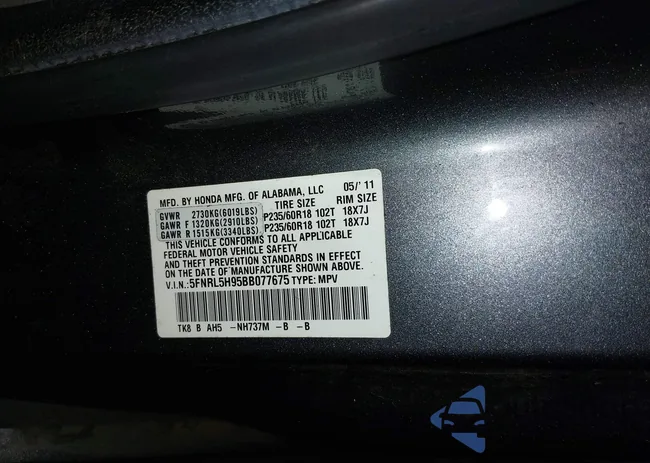 MFD. BY HONDA MFG. OF ALABAMA, LLC 05/' 11
TIRE SIZE RIM SIZE
GVWR 2730KG(6019LBS)
GAWR F 1320KG(2910LBS) P235/60R18 102T 18X7J
GAWR R 1515KG(3340LBS) P235/60R18 102T 18X7J
THIS VEHICLE CONFORMS TO ALL APPLICABLE
FEDERAL MOTOR VEHICLE SAFETY
AND THEFT PREVENTION STANDARDS IN EFFECT
ON THE DATE OF MANUFACTURE SHOWN ABOVE.
V.I.N.:5FNRL5H95BB077675 TYPE: MPV
TK8 B AH5 -NH737M -B -B